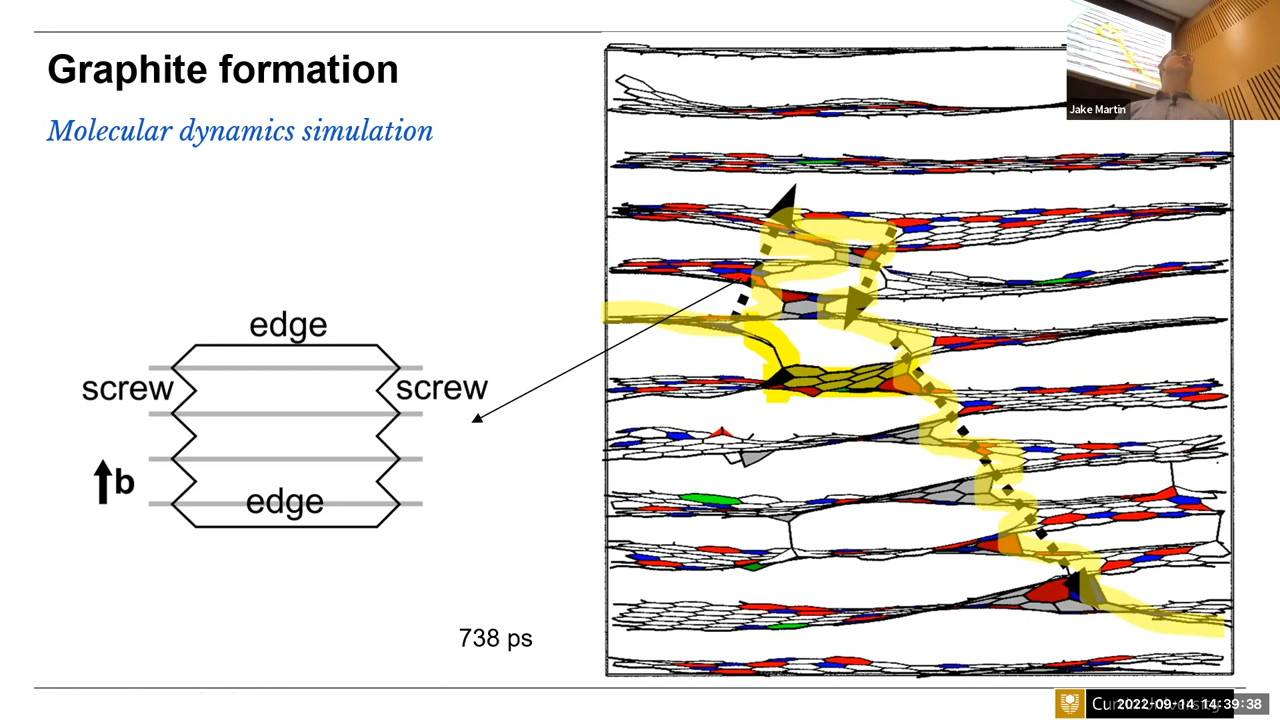 Graphite formation
Molecular dynamics simulation
Jake Martin
edge
screw
screw
b
edge
738 ps
2022-09-14 14:39:38